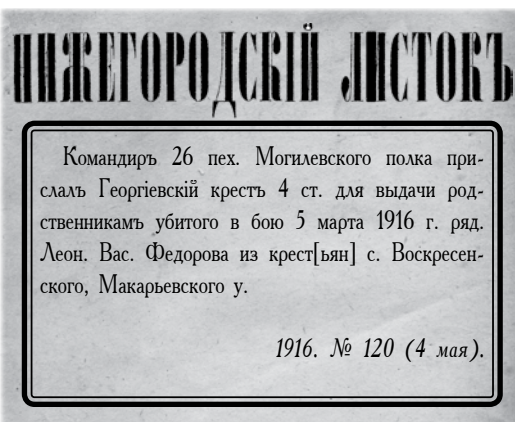 НИЖЕГОРОДСКІЙ ЛИСТОКЪ
Командиръ 26 пех. Могилевского полка при-
слалъ Георгіевскій крестъ 4 ст. для выдачи род-
ственникамъ убитого в бою 5 марта 1916 г. ряд.
Леон. Вас. Федорова из крест[ьян] с. Воскресен-
ского, Макарьевского у.
1916. № 120 (4 мая).